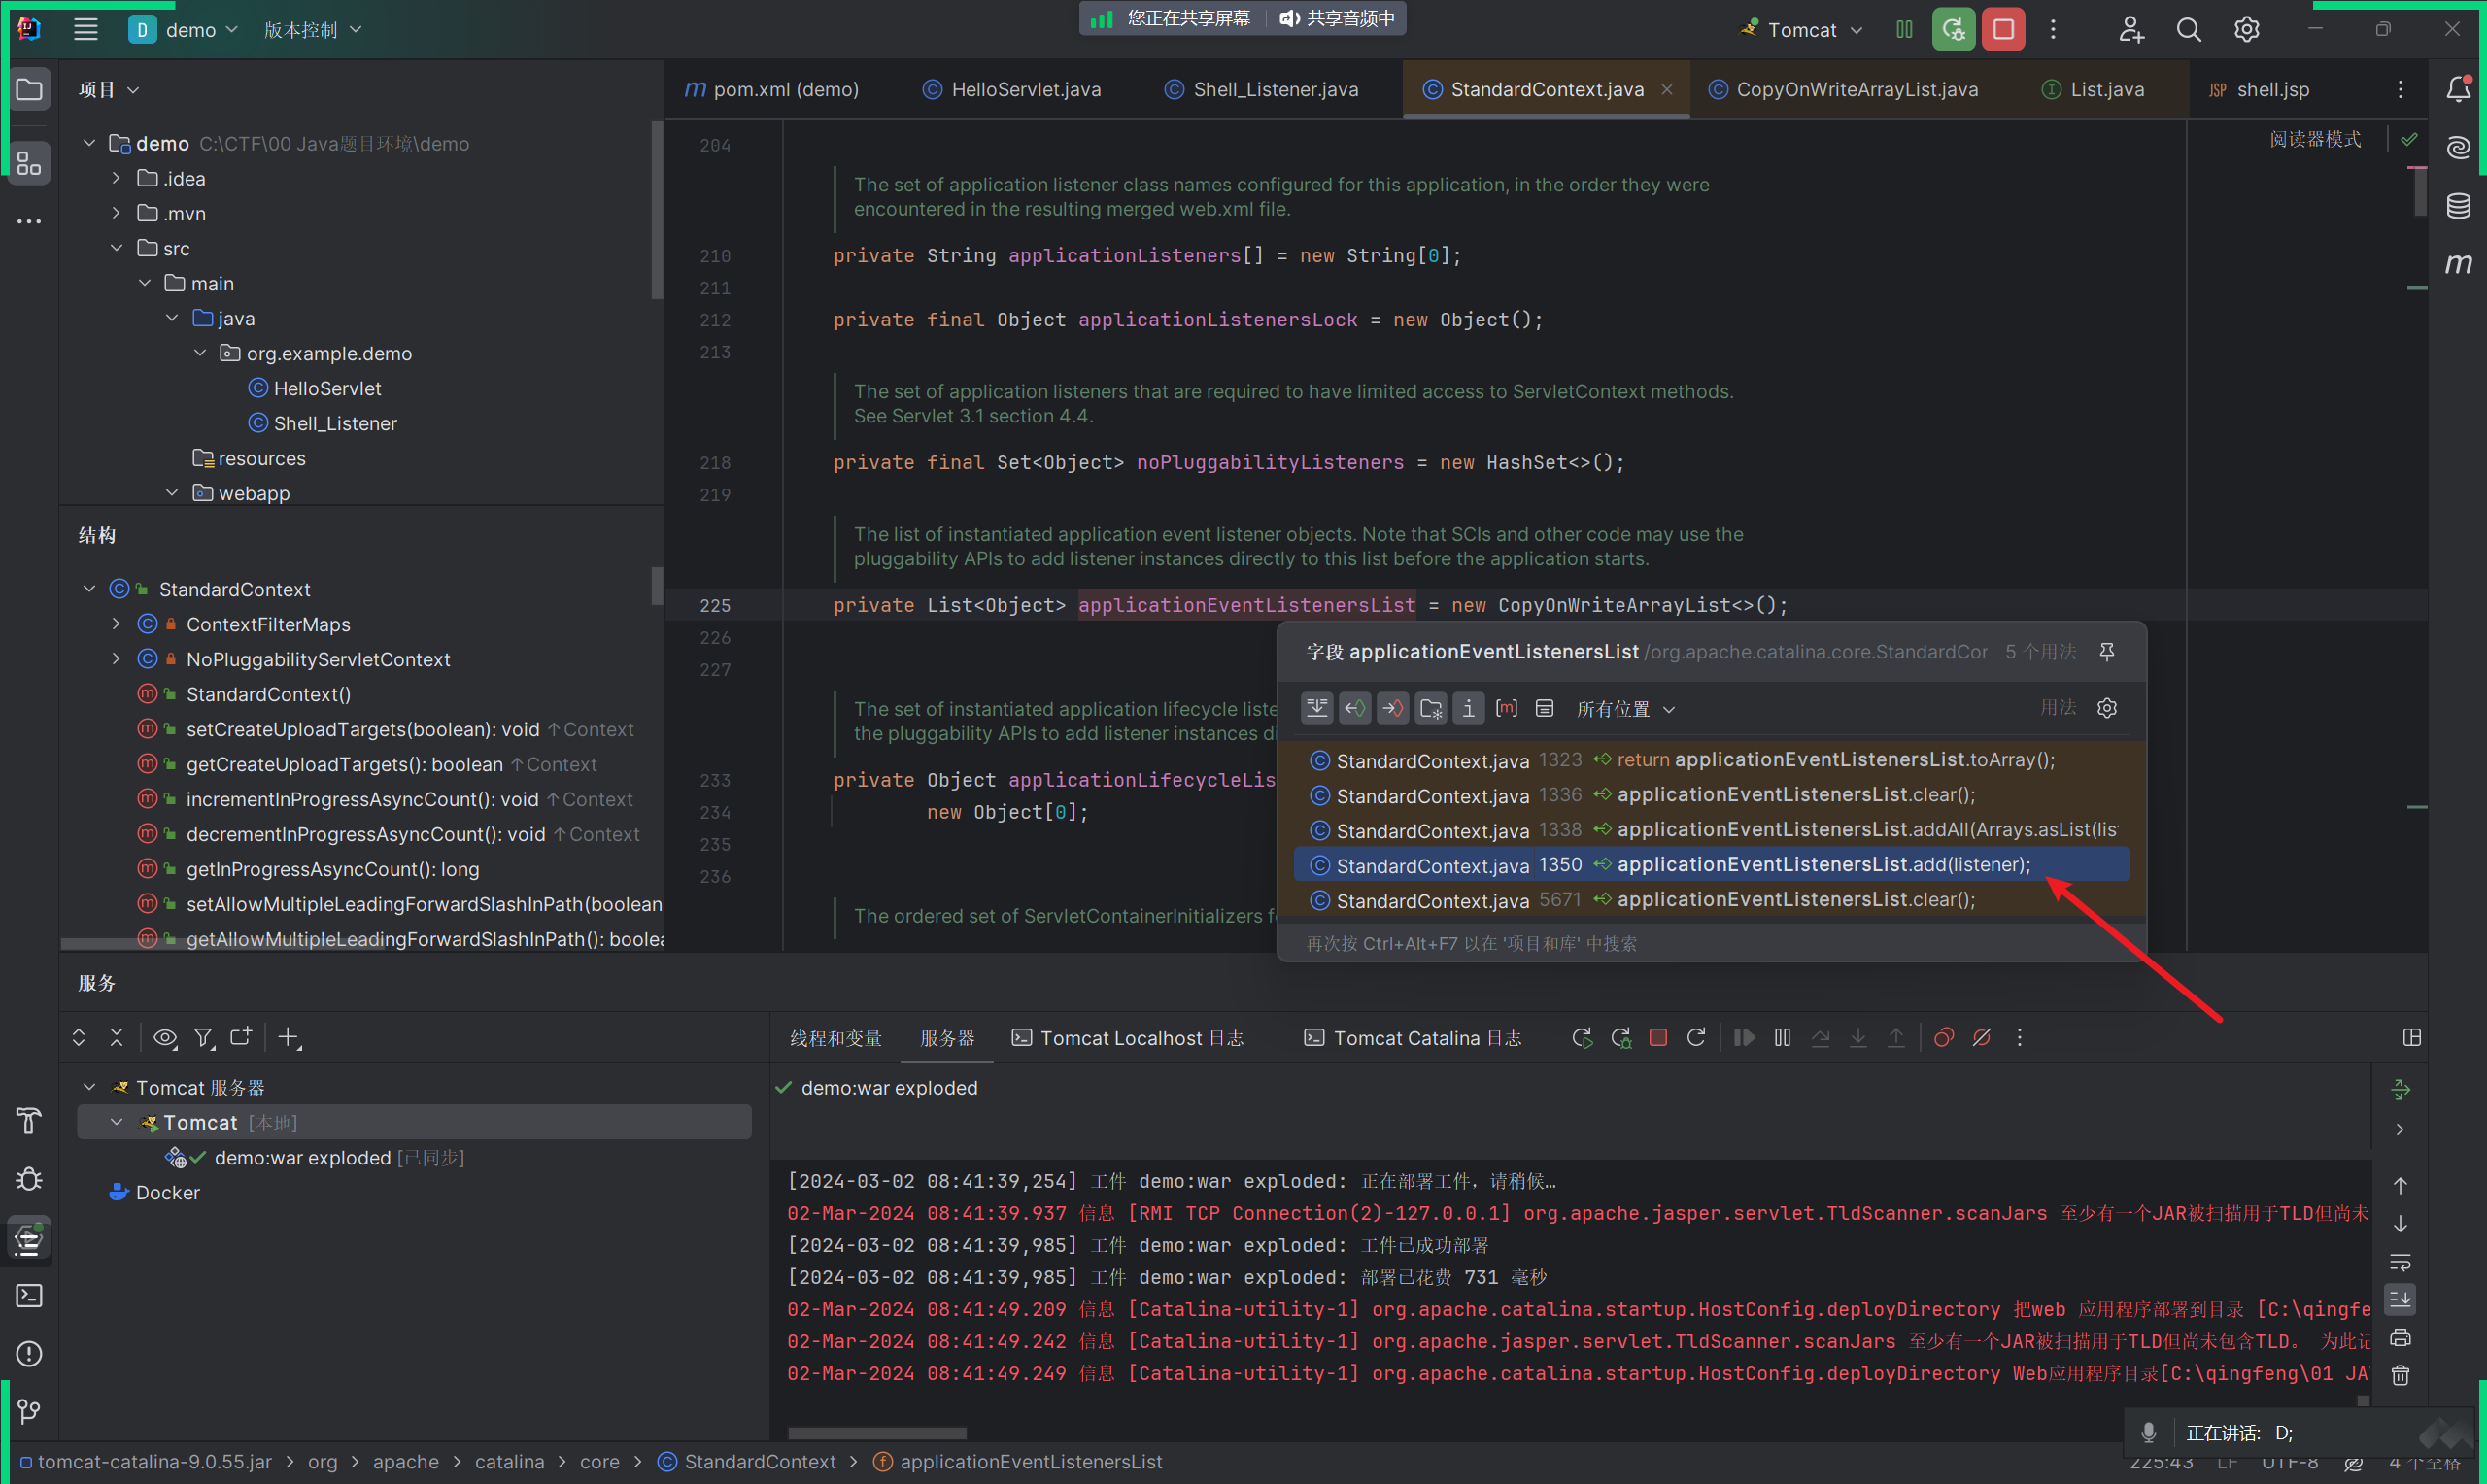 D demo 版本控制
您正在共享屏幕 共享音频中
Tomcat
项目
m pom.xml (demo) HelloServlet.java Shell_Listener.java StandardContext.java CopyOnWriteArrayList.java List.java JSP shell.jsp
阅读器模式
demo C:\CTF\00 Java题目环境\demo
.idea
.mvn
src
main
java
org.example.demo
HelloServlet
Shell_Listener
resources
webapp
结构
StandardContext
ContextFilterMaps
NoPluggabilityServletContext
StandardContext()
setCreateUploadTargets(boolean): void ↑Context
getCreateUploadTargets(): boolean ↑Context
incrementInProgressAsyncCount(): void ↑Context
decrementInProgressAsyncCount(): void ↑Context
getInProgressAsyncCount(): long
setAllowMultipleLeadingForwardSlashInPath(boolean)
getAllowMultipleLeadingForwardSlashInPath(): boolea
204
The set of application listener class names configured for this application, in the order they were
encountered in the resulting merged web.xml file.
210 private String applicationListeners[] = new String[0];
211
212 private final Object applicationListenersLock = new Object();
213
The set of application listeners that are required to have limited access to ServletContext methods.
See Servlet 3.1 section 4.4.
218 private final Set<Object> noPluggabilityListeners = new HashSet<>();
219
The list of instantiated application event listener objects. Note that SCIs and other code may use the
pluggability APIs to add listener instances directly to this list before the application starts.
225 private List<Object> applicationEventListenersList = new CopyOnWriteArrayList<>();
226
227
The set of instantiated application lifecycle liste
the pluggability APIs to add listener instances di
233 private Object applicationLifecycleLis
234 new Object[0];
235
236
The ordered set of ServletContainerInitializers f
字段 applicationEventListenersList /org.apache.catalina.core.StandardCor 5 个用法
所有位置 用法
StandardContext.java 1323 return applicationEventListenersList.toArray();
StandardContext.java 1336 applicationEventListenersList.clear();
StandardContext.java 1338 applicationEventListenersList.addAll(Arrays.asList(lis
StandardContext.java 1350 applicationEventListenersList.add(listener);
StandardContext.java 5671 applicationEventListenersList.clear();
再次按 Ctrl+Alt+F7 以在 '项目和库' 中搜索
服务
Tomcat 服务器
Tomcat [本地]
demo:war exploded [已同步]
Docker
线程和变量 服务器 Tomcat Localhost 日志 Tomcat Catalina 日志
demo:war exploded
[2024-03-02 08:41:39,254] 工件 demo:war exploded: 正在部署工件，请稍候…
02-Mar-2024 08:41:39.937 信息 [RMI TCP Connection(2)-127.0.0.1] org.apache.jasper.servlet.TldScanner.scanJars 至少有一个JAR被扫描用于TLD但尚未
[2024-03-02 08:41:39,985] 工件 demo:war exploded: 工件已成功部署
[2024-03-02 08:41:39,985] 工件 demo:war exploded: 部署已花费 731 毫秒
02-Mar-2024 08:41:49.209 信息 [Catalina-utility-1] org.apache.catalina.startup.HostConfig.deployDirectory 把web 应用程序部署到目录 [C:\qingfe
02-Mar-2024 08:41:49.242 信息 [Catalina-utility-1] org.apache.jasper.servlet.TldScanner.scanJars 至少有一个JAR被扫描用于TLD但尚未包含TLD。 为此记
02-Mar-2024 08:41:49.249 信息 [Catalina-utility-1] org.apache.catalina.startup.HostConfig.deployDirectory Web应用程序目录[C:\qingfeng\01 JA
正在讲话: D;
tomcat-catalina-9.0.55.jar > org > apache > catalina > core > StandardContext > applicationEventListenersList
225:43 LF UTF-8 4 个空格